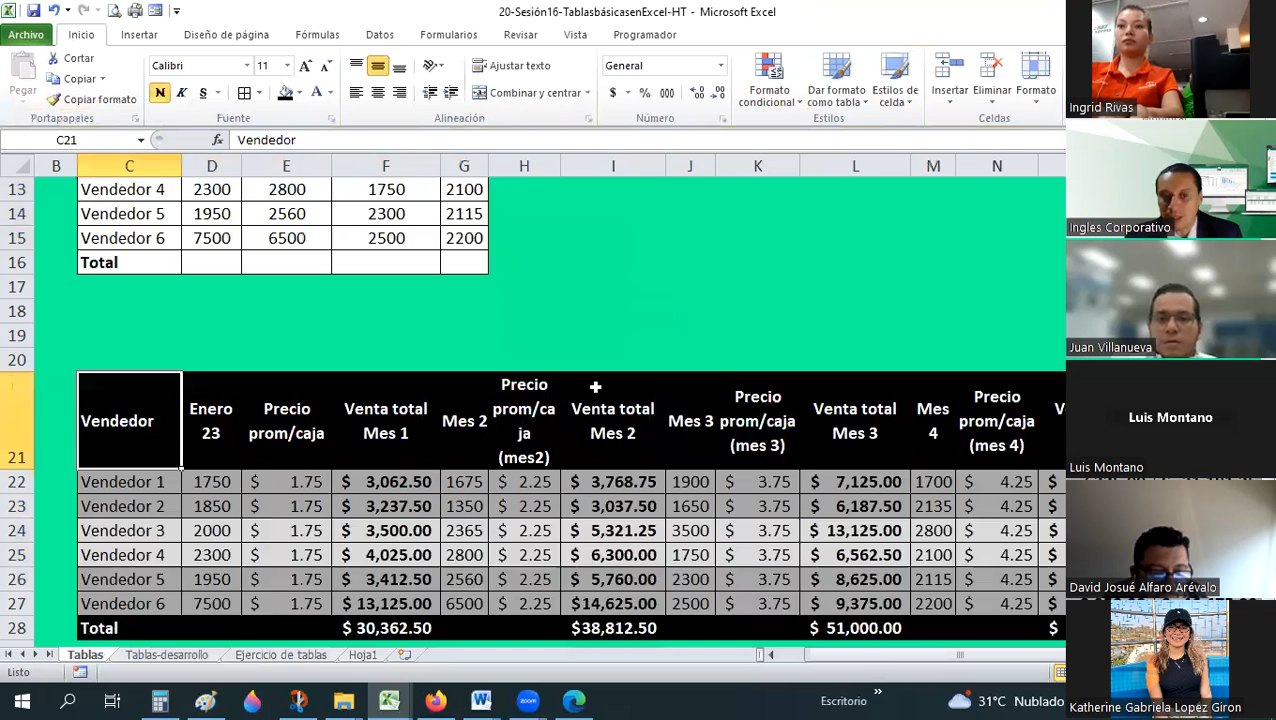 20-Sesión16-TablasbásicasenExcel-HT - Microsoft Excel
Archivo Inicio Insertar Diseño de página Fórmulas Datos Formularios Revisar Vista Programador
Pegar Cortar Copiar Copiar formato
Calibri 11
N K S
Ajustar texto
Combinar y centrar
General
$ % 000
Formato condicional
Dar formato como tabla
Estilos de celda
Insertar Eliminar Formato
Portapapeles Fuente Alineación Número Estilos Celdas
C21 fx Vendedor
B C D E F G H I J K L M N
13 Vendedor 4 2300 2800 1750 2100
14 Vendedor 5 1950 2560 2300 2115
15 Vendedor 6 7500 6500 2500 2200
16 Total
17
18
19
20
21 Vendedor Enero 23 Precio prom/caja Venta total Mes 1 Mes 2 Precio prom/ca ja (mes2) Venta total Mes 2 Mes 3 Precio prom/caja (mes 3) Venta total Mes 3 Mes 4 Precio prom/caja (mes 4)
22 Vendedor 1 1750 $ 1.75 $ 3,062.50 1675 $ 2.25 $ 3,768.75 1900 $ 3.75 $ 7,125.00 1700 $ 4.25 $
23 Vendedor 2 1850 $ 1.75 $ 3,237.50 1350 $ 2.25 $ 3,037.50 1650 $ 3.75 $ 6,187.50 2135 $ 4.25 $
24 Vendedor 3 2000 $ 1.75 $ 3,500.00 2365 $ 2.25 $ 5,321.25 3500 $ 3.75 $ 13,125.00 2800 $ 4.25 $
25 Vendedor 4 2300 $ 1.75 $ 4,025.00 2800 $ 2.25 $ 6,300.00 1750 $ 3.75 $ 6,562.50 2100 $ 4.25 $
26 Vendedor 5 1950 $ 1.75 $ 3,412.50 2560 $ 2.25 $ 5,760.00 2300 $ 3.75 $ 8,625.00 2115 $ 4.25 $
27 Vendedor 6 7500 $ 1.75 $ 13,125.00 6500 $ 2.25 $14,625.00 2500 $ 3.75 $ 9,375.00 2200 $ 4.25 $
28 Total $ 30,362.50 $38,812.50 $ 51,000.00 $
Tablas Tablas-desarrollo Ejercicio de tablas Hoja1
Listo
Escritorio » 31°C Nublado
Ingrid Rivas
Ingles Corporativo
Juan Villanueva
Luis Montano
Luis Montano
David Josué Alfaro Arévalo
Katherine Gabriela Lopez Giron